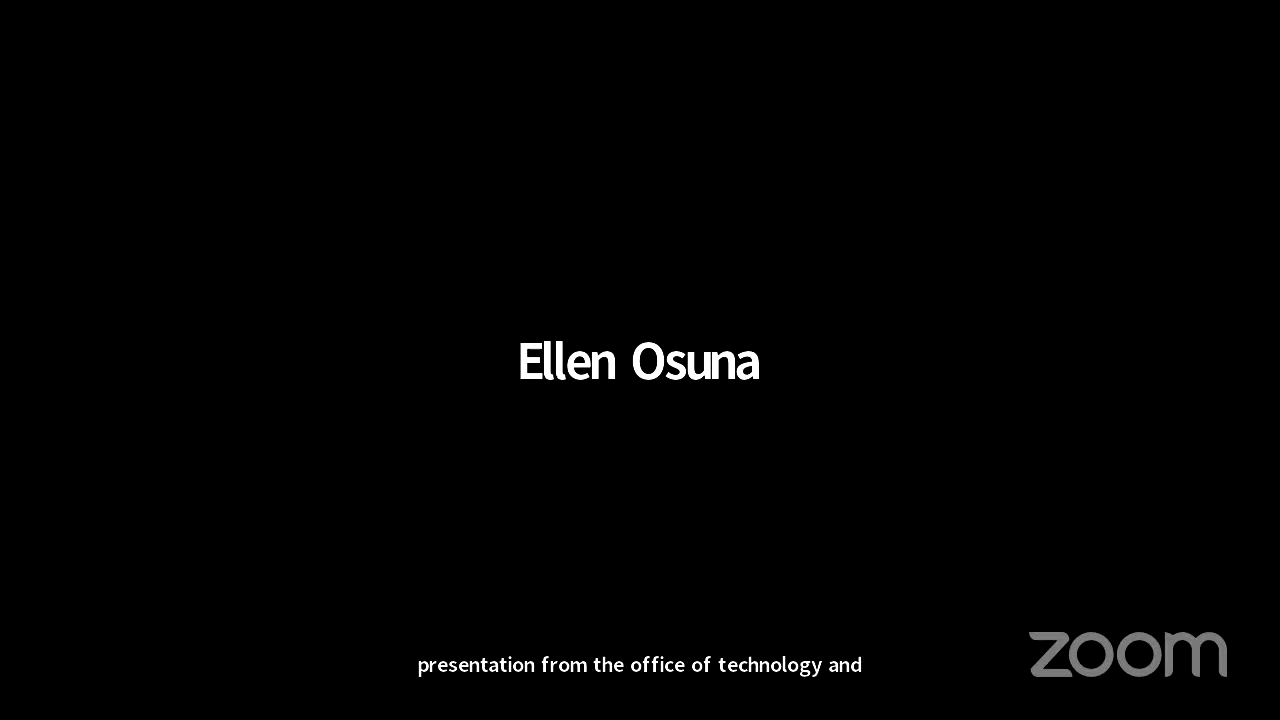 Ellen Osuna
presentation from the office of technology and
zoom